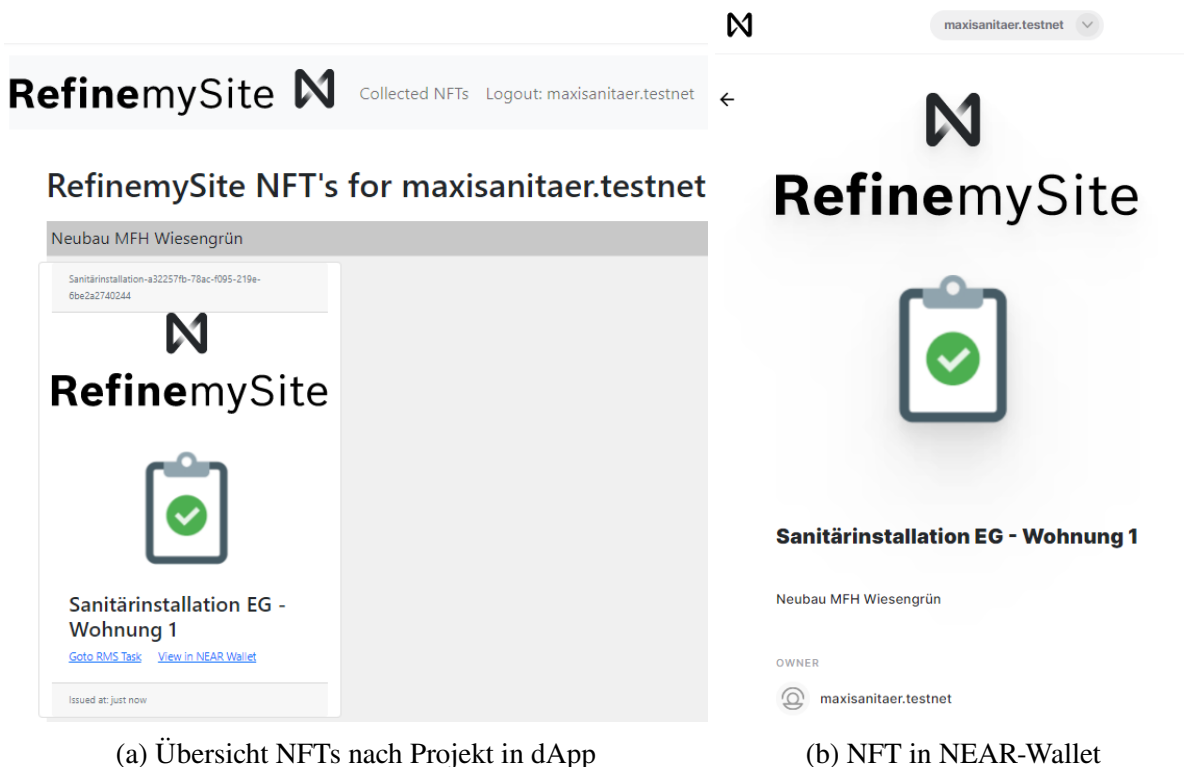 RefinemySite
Collected NFTs
Logout: maxisanitaer.testnet
RefinemySite NFT's for maxisanitaer.testnet
Neubau MFH Wiesengrün
Sanitärinstallation-a32257fb-78ac-f095-219e-
6be2a2740244
RefinemySite
Sanitärinstallation EG -
Wohnung 1
Goto RMS Task
View in NEAR Wallet
Issued at: just now
(a) Übersicht NFTs nach Projekt in dApp
maxisanitaer.testnet
RefinemySite
Sanitärinstallation EG - Wohnung 1
Neubau MFH Wiesengrün
OWNER
maxisanitaer.testnet
(b) NFT in NEAR-Wallet